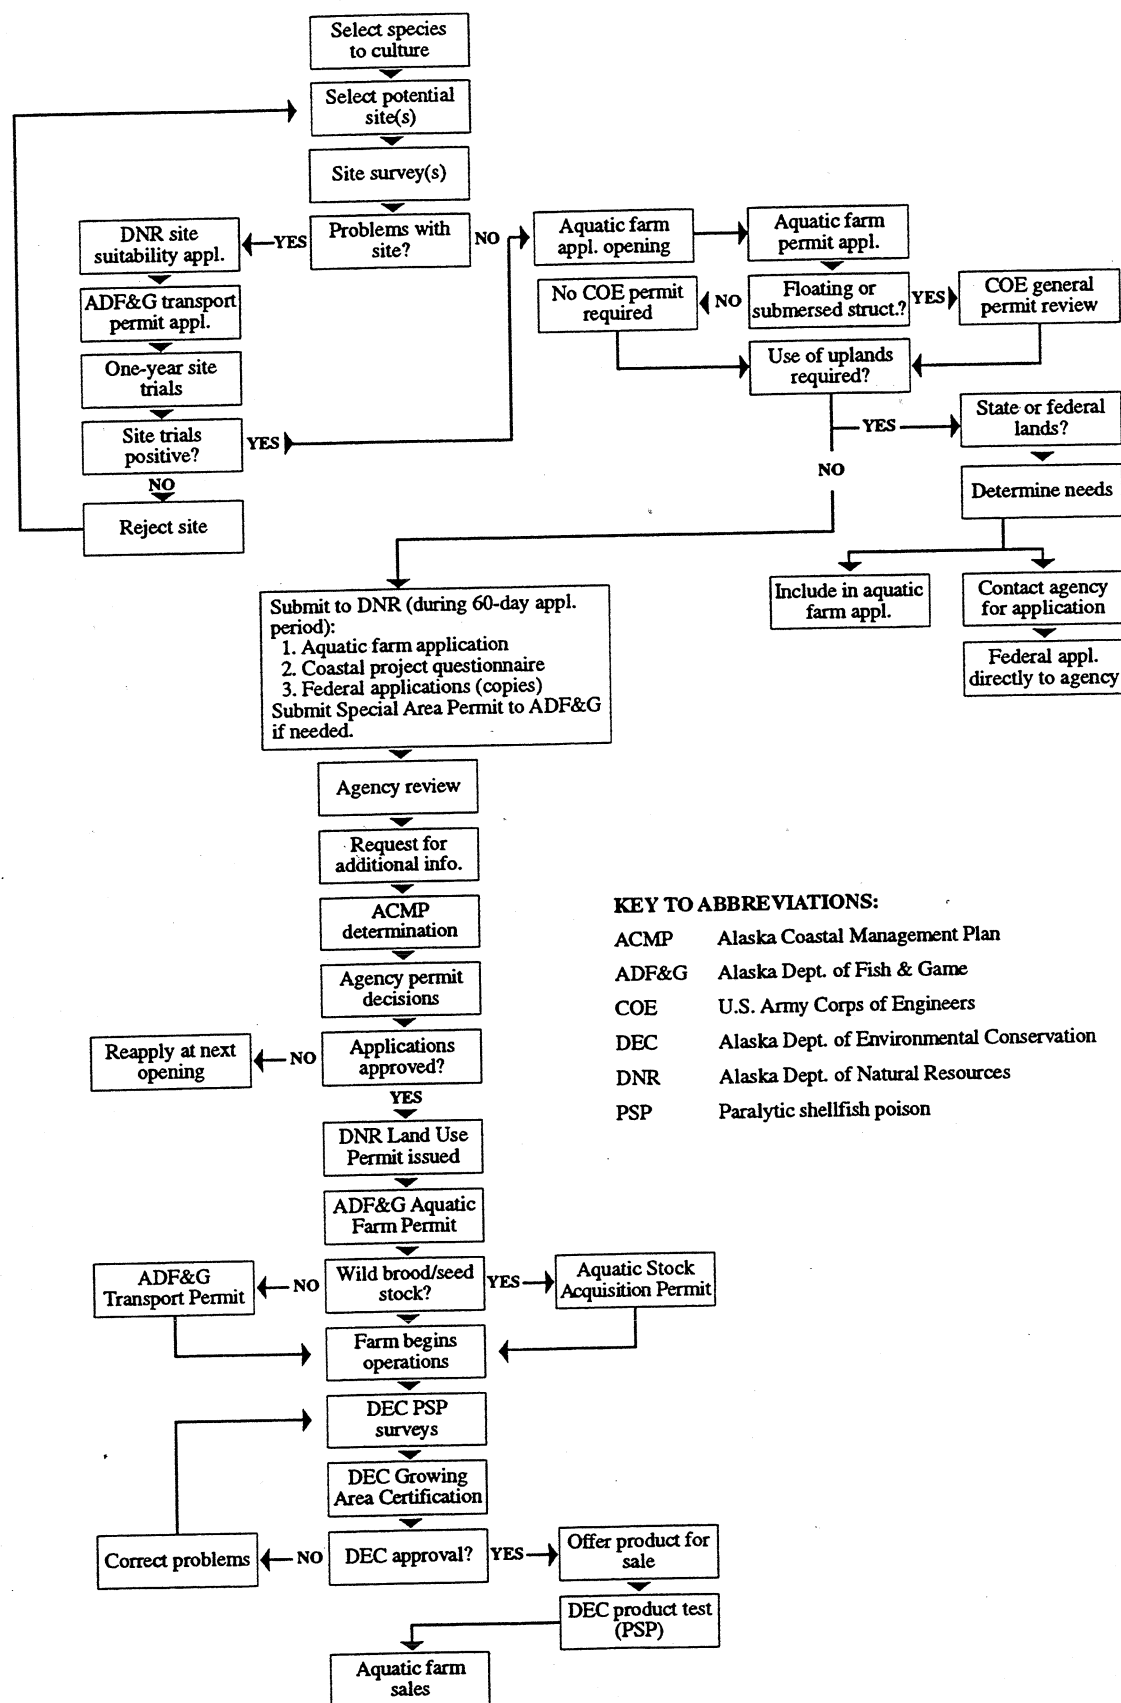 Select species
to culture
Select potential
site(s)
Site survey(s)
Problems with
site?
YES
NO
DNR site
suitability appl.
ADF&G transport
permit appl.
One-year site
trials
Site trials
positive?
YES
NO
Reject site
Aquatic farm
appl. opening
Aquatic farm
permit appl.
Floating or
submersed struct.?
NO
YES
No COE permit
required
COE general
permit review
Use of uplands
required?
YES
NO
State or federal
lands?
Determine needs
Include in aquatic
farm appl.
Contact agency
for application
Federal appl.
directly to agency
Submit to DNR (during 60-day appl.
period):
1. Aquatic farm application
2. Coastal project questionnaire
3. Federal applications (copies)
Submit Special Area Permit to ADF&G
if needed.
Agency review
Request for
additional info.
ACMP
determination
Agency permit
decisions
Applications
approved?
NO
Reapply at next
opening
YES
DNR Land Use
Permit issued
ADF&G Aquatic
Farm Permit
Wild brood/seed
stock?
NO
YES
ADF&G
Transport Permit
Aquatic Stock
Acquisition Permit
Farm begins
operations
DEC PSP
surveys
DEC Growing
Area Certification
DEC approval?
NO
YES
Correct problems
Offer product for
sale
DEC product test
(PSP)
Aquatic farm
sales
KEY TO ABBREVIATIONS:
ACMP Alaska Coastal Management Plan
ADF&G Alaska Dept. of Fish & Game
COE U.S. Army Corps of Engineers
DEC Alaska Dept. of Environmental Conservation
DNR Alaska Dept. of Natural Resources
PSP Paralytic shellfish poison